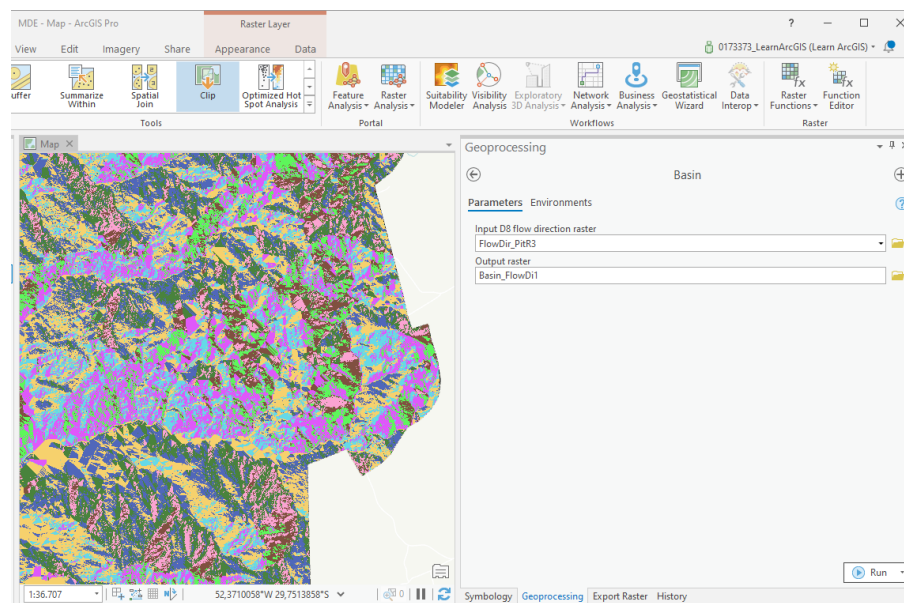 MDE - Map - ArcGIS Pro
Raster Layer
?
View Edit Imagery Share Appearance Data
0173373_LearnArcGIS (Learn ArcGIS)
Summarize Within
Spatial Join
Clip
Optimized Hot Spot Analysis
Feature Analysis
Raster Analysis
Suitability Modeler
Visibility Analysis
Exploratory 3D Analysis
Network Analysis
Business Analysis
Geostatistical Wizard
Data Interop
Raster Functions
Function Editor
Tools
Portal
Workflows
Raster
Map
Geoprocessing
Basin
Parameters Environments
?
Input D8 flow direction raster
FlowDir_PitR3
Output raster
Basin_FlowDi1
Run
1:36.707
52,3710058°W 29,7513858°S
0
Symbology Geoprocessing Export Raster History